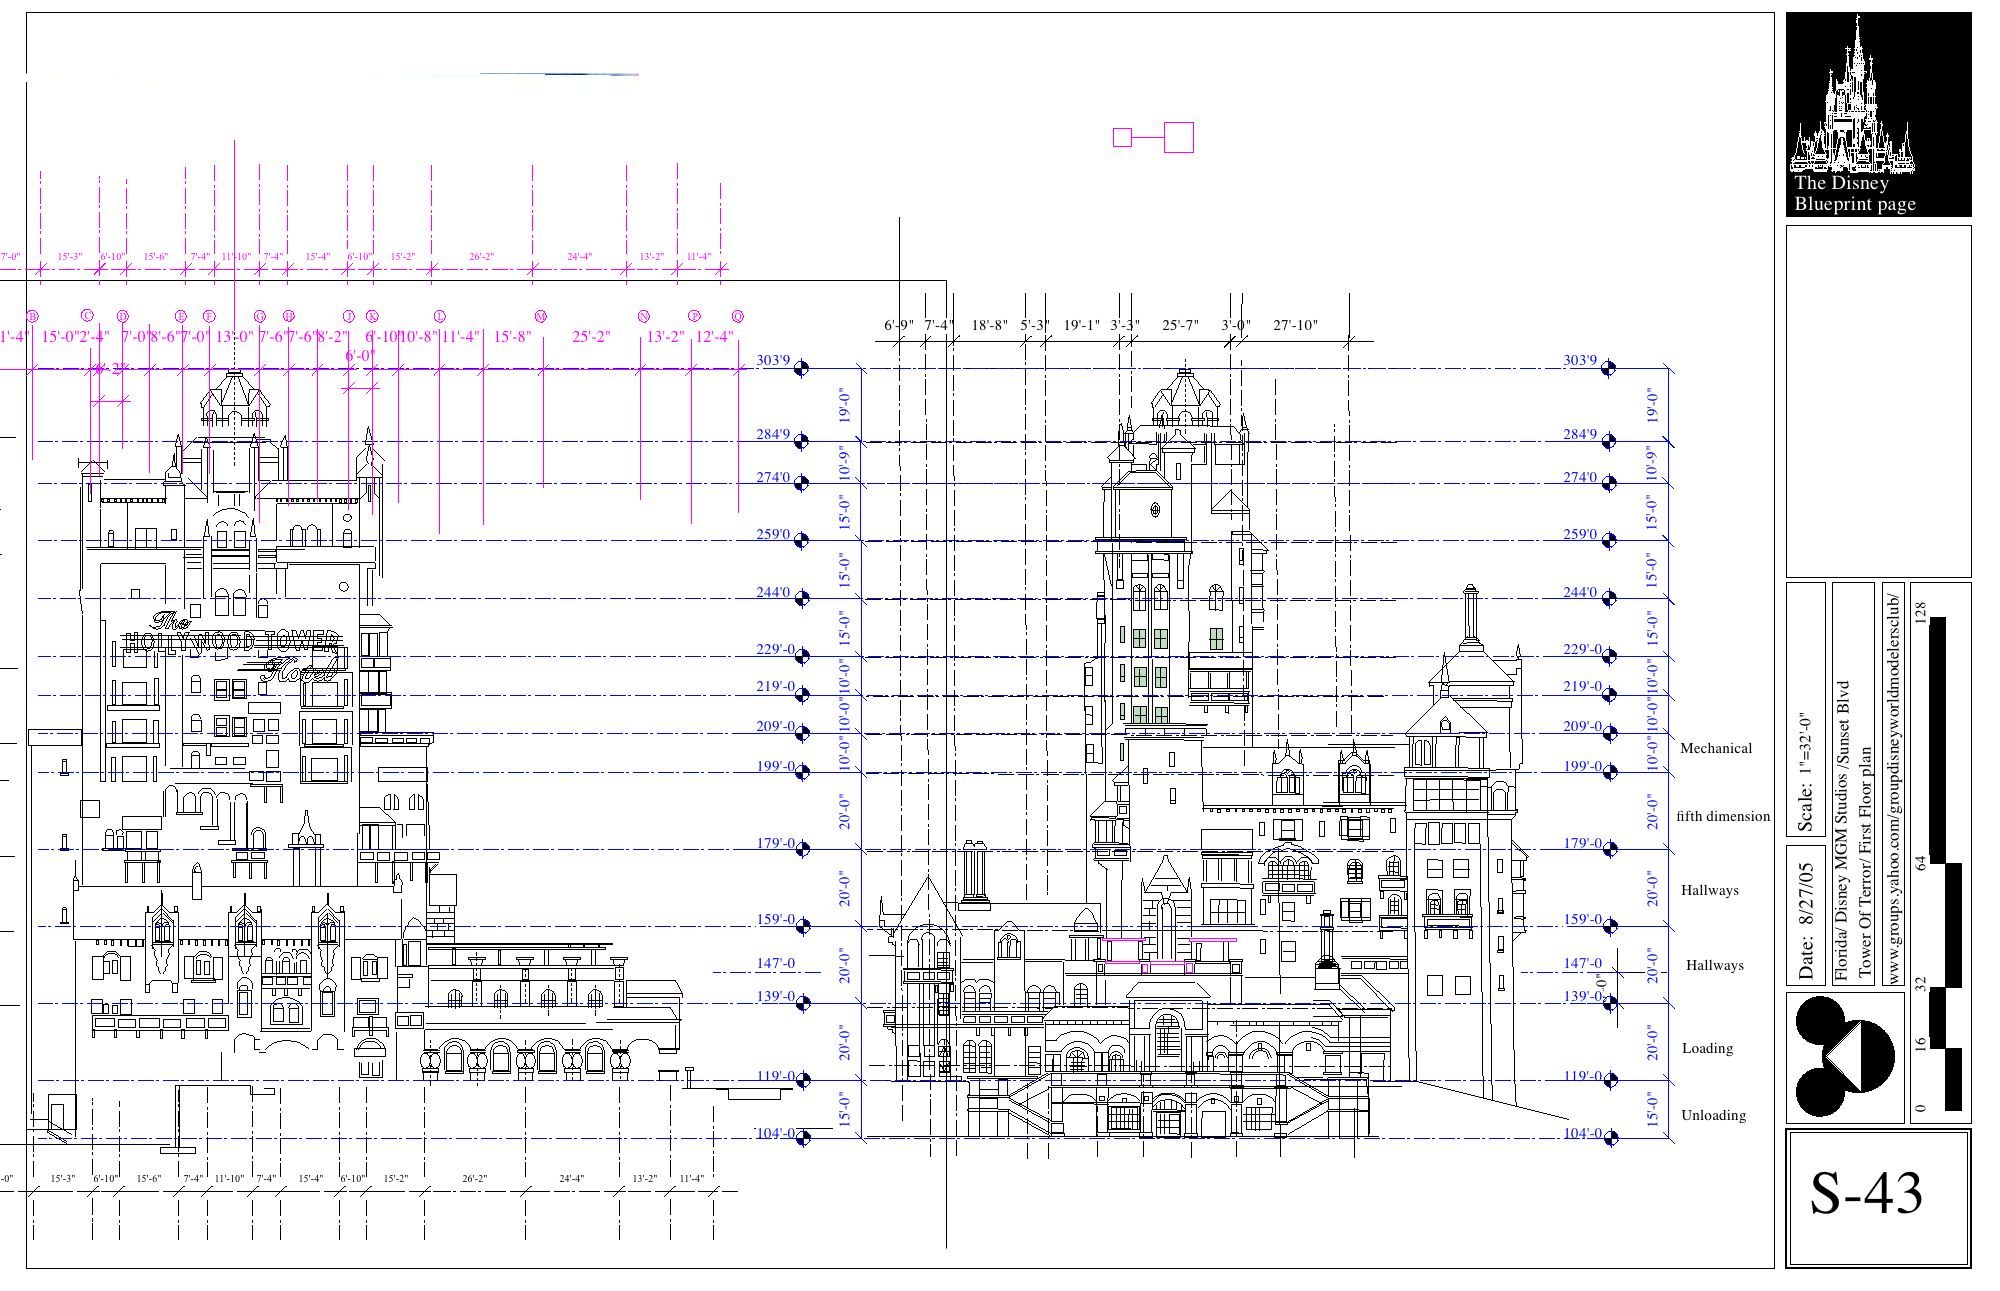 7'-0" 15'-3" 6'-10" 15'-6" 7'-4" 11'-10" 7'-4" 15'-4" 6'-10" 15'-2" 26'-2" 24'-4" 13'-2" 11'-4"
B C D E F G H J K L M N P Q
1'-4" 15'-0" 2'-4" 7'-0" 8'-6" 7'-0" 13'-0" 7'-6" 7'-6" 8'-2" 6'-10" 10'-8" 11'-4" 15'-8" 25'-2" 13'-2" 12'-4"
6'-0"
6'-9" 7'-4" 18'-8" 5'-3" 19'-1" 3'-3" 25'-7" 3'-0" 27'-10"
303'9 303'9
19'-0" 19'-0"
284'9 284'9
10'-9" 10'-9"
274'0 274'0
15'-0" 15'-0"
259'0 259'0
15'-0" 15'-0"
244'0 244'0
15'-0" 15'-0"
The
HOLLYWOOD TOWER
Hotel
229'-0 229'-0
10'-0" 10'-0"
219'-0 219'-0
10'-0" 10'-0"
209'-0 209'-0
10'-0" 10'-0" Mechanical
199'-0 199'-0
20'-0" 20'-0" fifth dimension
179'-0 179'-0
20'-0" 20'-0" Hallways
159'-0 159'-0
147'-0 147'-0
20'-0" 20'-0" Hallways
139'-0 139'-0
20'-0" 20'-0" Loading
119'-0 119'-0
15'-0" 15'-0" Unloading
104'-0 104'-0
-0" 15'-3" 6'-10" 15'-6" 7'-4" 11'-10" 7'-4" 15'-4" 6'-10" 15'-2" 26'-2" 24'-4" 13'-2" 11'-4"
The Disney
Blueprint page
Scale: 1"=32'-0"
Date: 8/27/05
Florida/ Disney MGM Studios /Sunset Blvd
Tower Of Terror/ First Floor plan
www.groups.yahoo.com/groupdisneyworldmodelersclub/
0 16 32 64 128
S-43